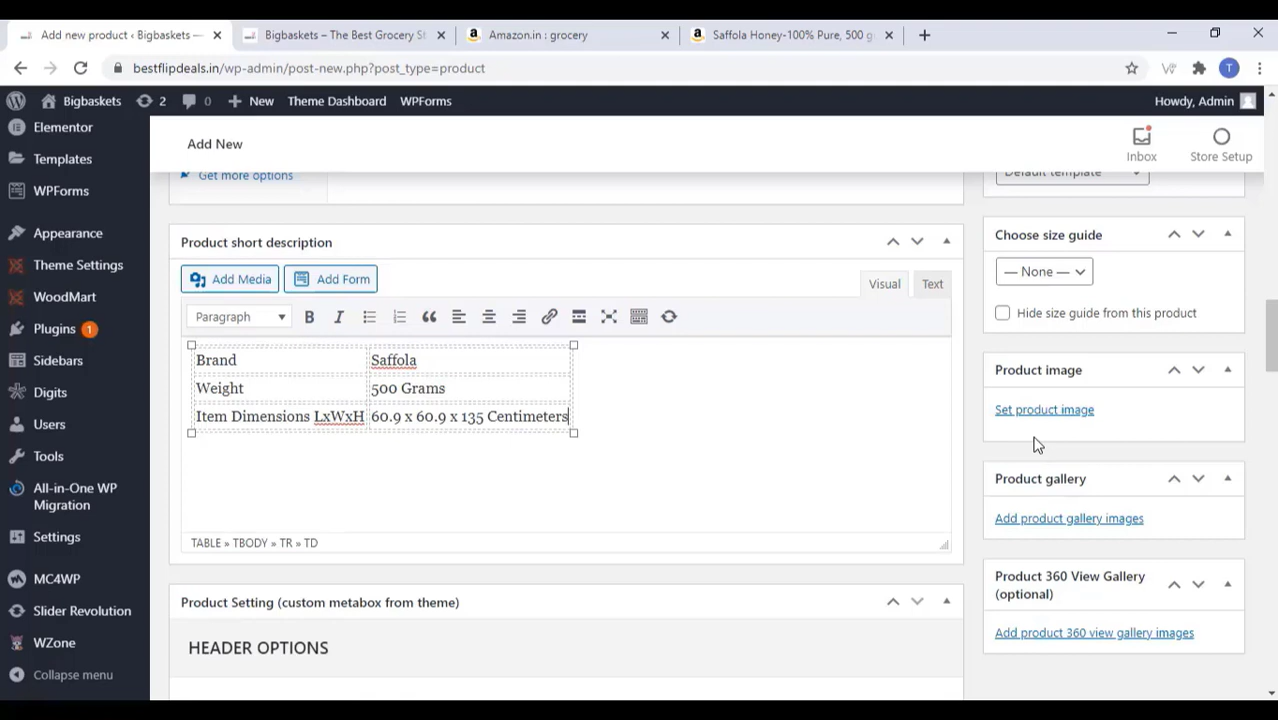 Add new product ‹ Bigbaskets —
Bigbaskets – The Best Grocery St
Amazon.in : grocery
Saffola Honey-100% Pure, 500 g
bestflipdeals.in/wp-admin/post-new.php?post_type=product
T
Bigbaskets 2 0 New Theme Dashboard WPForms Howdy, Admin
Elementor
Templates
WPForms
Appearance
Theme Settings
WoodMart
Plugins 1
Sidebars
Digits
Users
Tools
All-in-One WP
Migration
Settings
MC4WP
Slider Revolution
WZone
Collapse menu
Add New
Inbox
Store Setup
Get more options
Product short description
Add Media Add Form
Visual Text
Paragraph
Brand Saffola
Weight 500 Grams
Item Dimensions LxWxH 60.9 x 60.9 x 135 Centimeters
TABLE » TBODY » TR » TD
Product Setting (custom metabox from theme)
HEADER OPTIONS
Default template
Choose size guide
— None —
Hide size guide from this product
Product image
Set product image
Product gallery
Add product gallery images
Product 360 View Gallery
(optional)
Add product 360 view gallery images